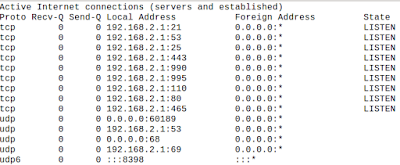 Active Internet connections (servers and established)
Proto Recv-Q Send-Q Local Address Foreign Address State
tcp 0 0 192.168.2.1:21 0.0.0.0:* LISTEN
tcp 0 0 192.168.2.1:53 0.0.0.0:* LISTEN
tcp 0 0 192.168.2.1:25 0.0.0.0:* LISTEN
tcp 0 0 192.168.2.1:443 0.0.0.0:* LISTEN
tcp 0 0 192.168.2.1:990 0.0.0.0:* LISTEN
tcp 0 0 192.168.2.1:995 0.0.0.0:* LISTEN
tcp 0 0 192.168.2.1:110 0.0.0.0:* LISTEN
tcp 0 0 192.168.2.1:80 0.0.0.0:* LISTEN
tcp 0 0 192.168.2.1:465 0.0.0.0:* LISTEN
udp 0 0 0.0.0.0:60189 0.0.0.0:*
udp 0 0 192.168.2.1:53 0.0.0.0:*
udp 0 0 0.0.0.0:68 0.0.0.0:*
udp 0 0 192.168.2.1:69 0.0.0.0:*
udp6 0 0 :::8398 :::*